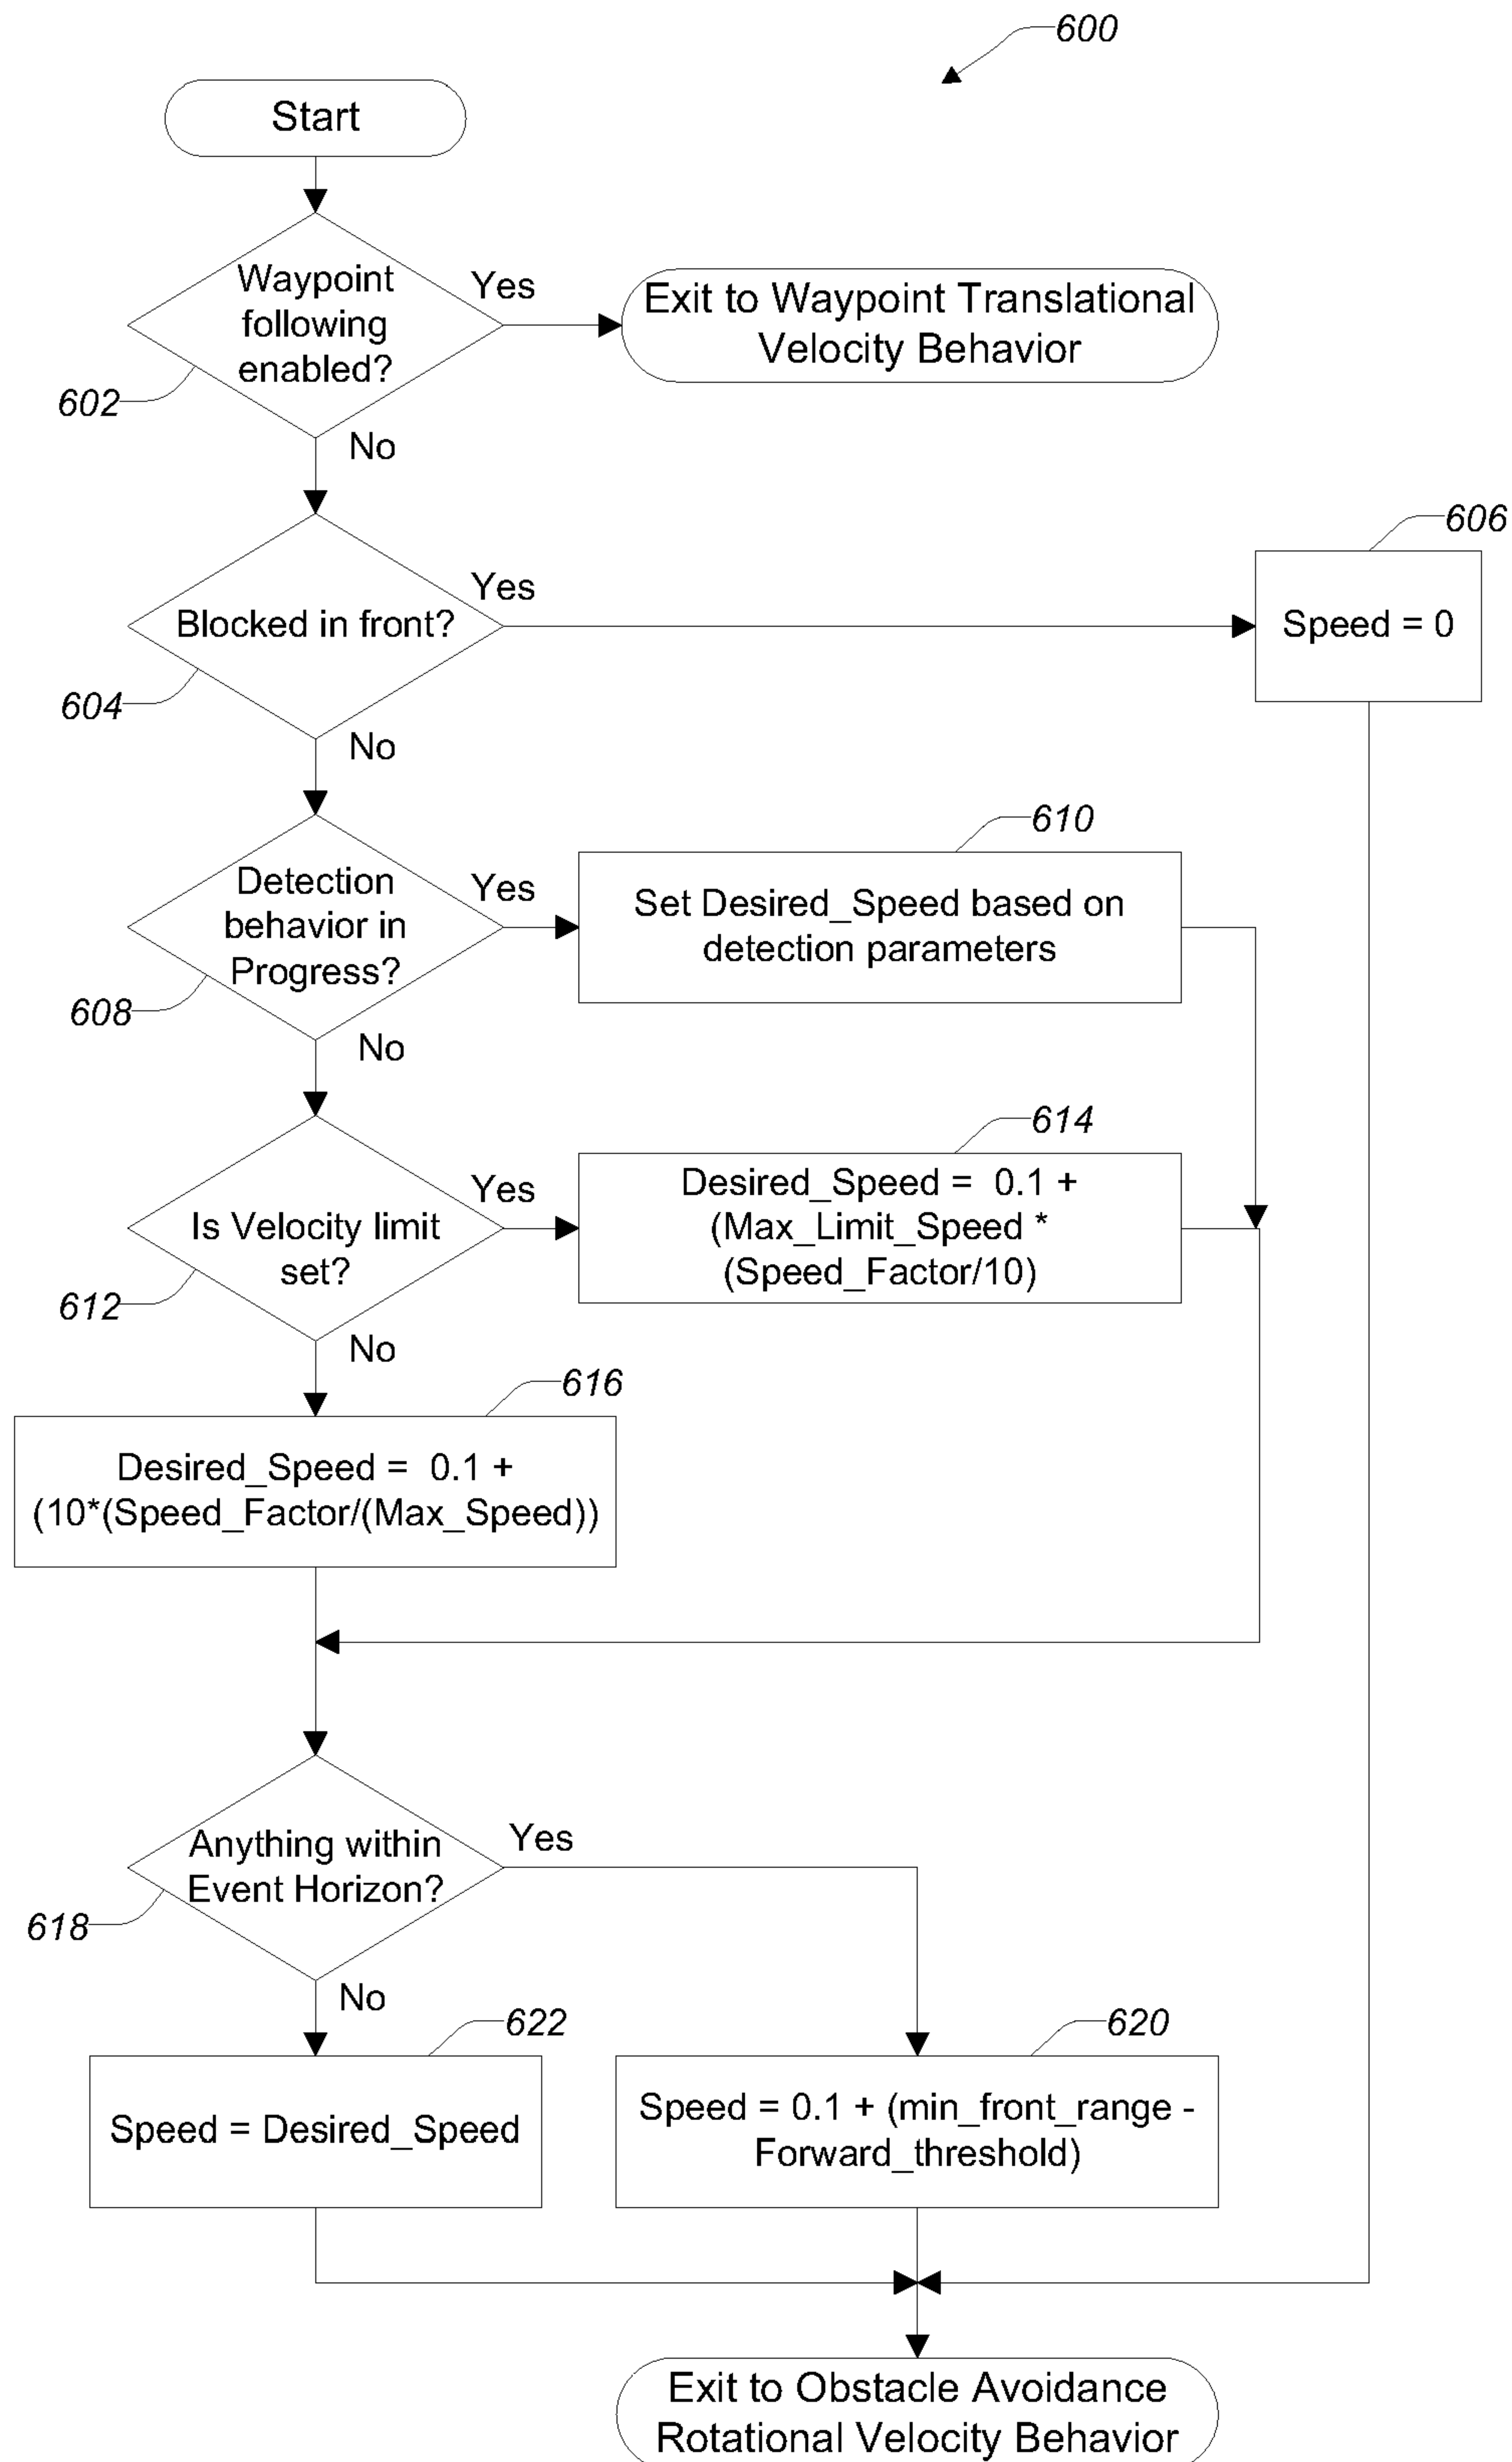 600
Start
Waypoint
following
enabled?
Yes
Exit to Waypoint Translational
Velocity Behavior
602
No
606
Blocked in front?
Yes
Speed = 0
604
No
610
Detection
behavior in
Progress?
Yes
Set Desired_Speed based on
detection parameters
608
No
614
Is Velocity limit
set?
Yes
Desired_Speed =  0.1 +
(Max_Limit_Speed *
(Speed_Factor/10)
612
No
616
Desired_Speed =  0.1 +
(10*(Speed_Factor/(Max_Speed))
Anything within
Event Horizon?
Yes
618
No
622
620
Speed = Desired_Speed
Speed = 0.1 + (min_front_range -
Forward_threshold)
Exit to Obstacle Avoidance
Rotational Velocity Behavior